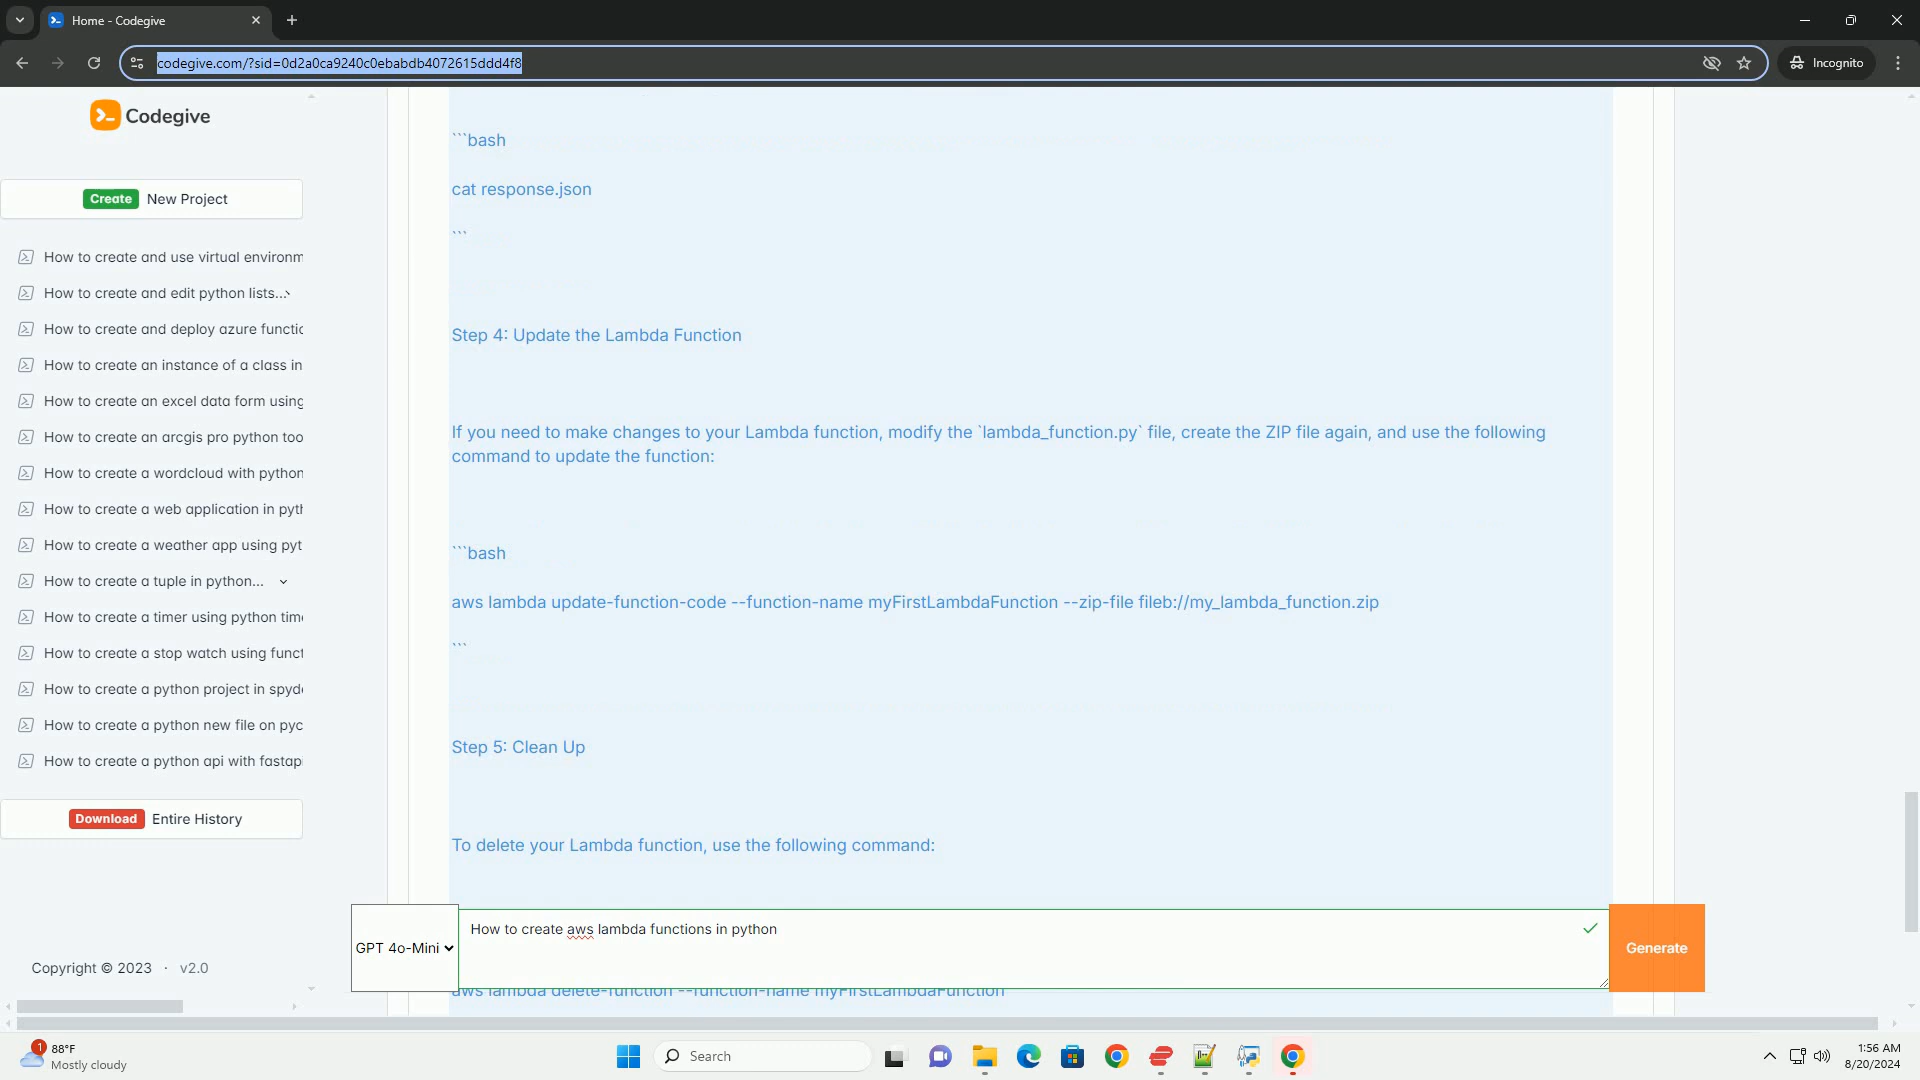 Home - Codegive
codegive.com/?sid=0d2a0ca9240c0ebabdb4072615ddd4f8
Incognito
Codegive
Create New Project
How to create and use virtual environm
How to create and edit python lists...
How to create and deploy azure functio
How to create an instance of a class in
How to create an excel data form using
How to create an arcgis pro python too
How to create a wordcloud with python
How to create a web application in pyth
How to create a weather app using pyt
How to create a tuple in python...
How to create a timer using python time
How to create a stop watch using funct
How to create a python project in spyde
How to create a python new file on pyc
How to create a python api with fastap
Download Entire History
Copyright © 2023 · v2.0
```bash
cat response.json
```
Step 4: Update the Lambda Function
If you need to make changes to your Lambda function, modify the `lambda_function.py` file, create the ZIP file again, and use the following
command to update the function:
```bash
aws lambda update-function-code --function-name myFirstLambdaFunction --zip-file fileb://my_lambda_function.zip
```
Step 5: Clean Up
To delete your Lambda function, use the following command:
GPT 4o-Mini
How to create aws lambda functions in python
Generate
aws lambda delete-function --function-name myFirstLambdaFunction
1
88°F
Mostly cloudy
Search
1:56 AM
8/20/2024